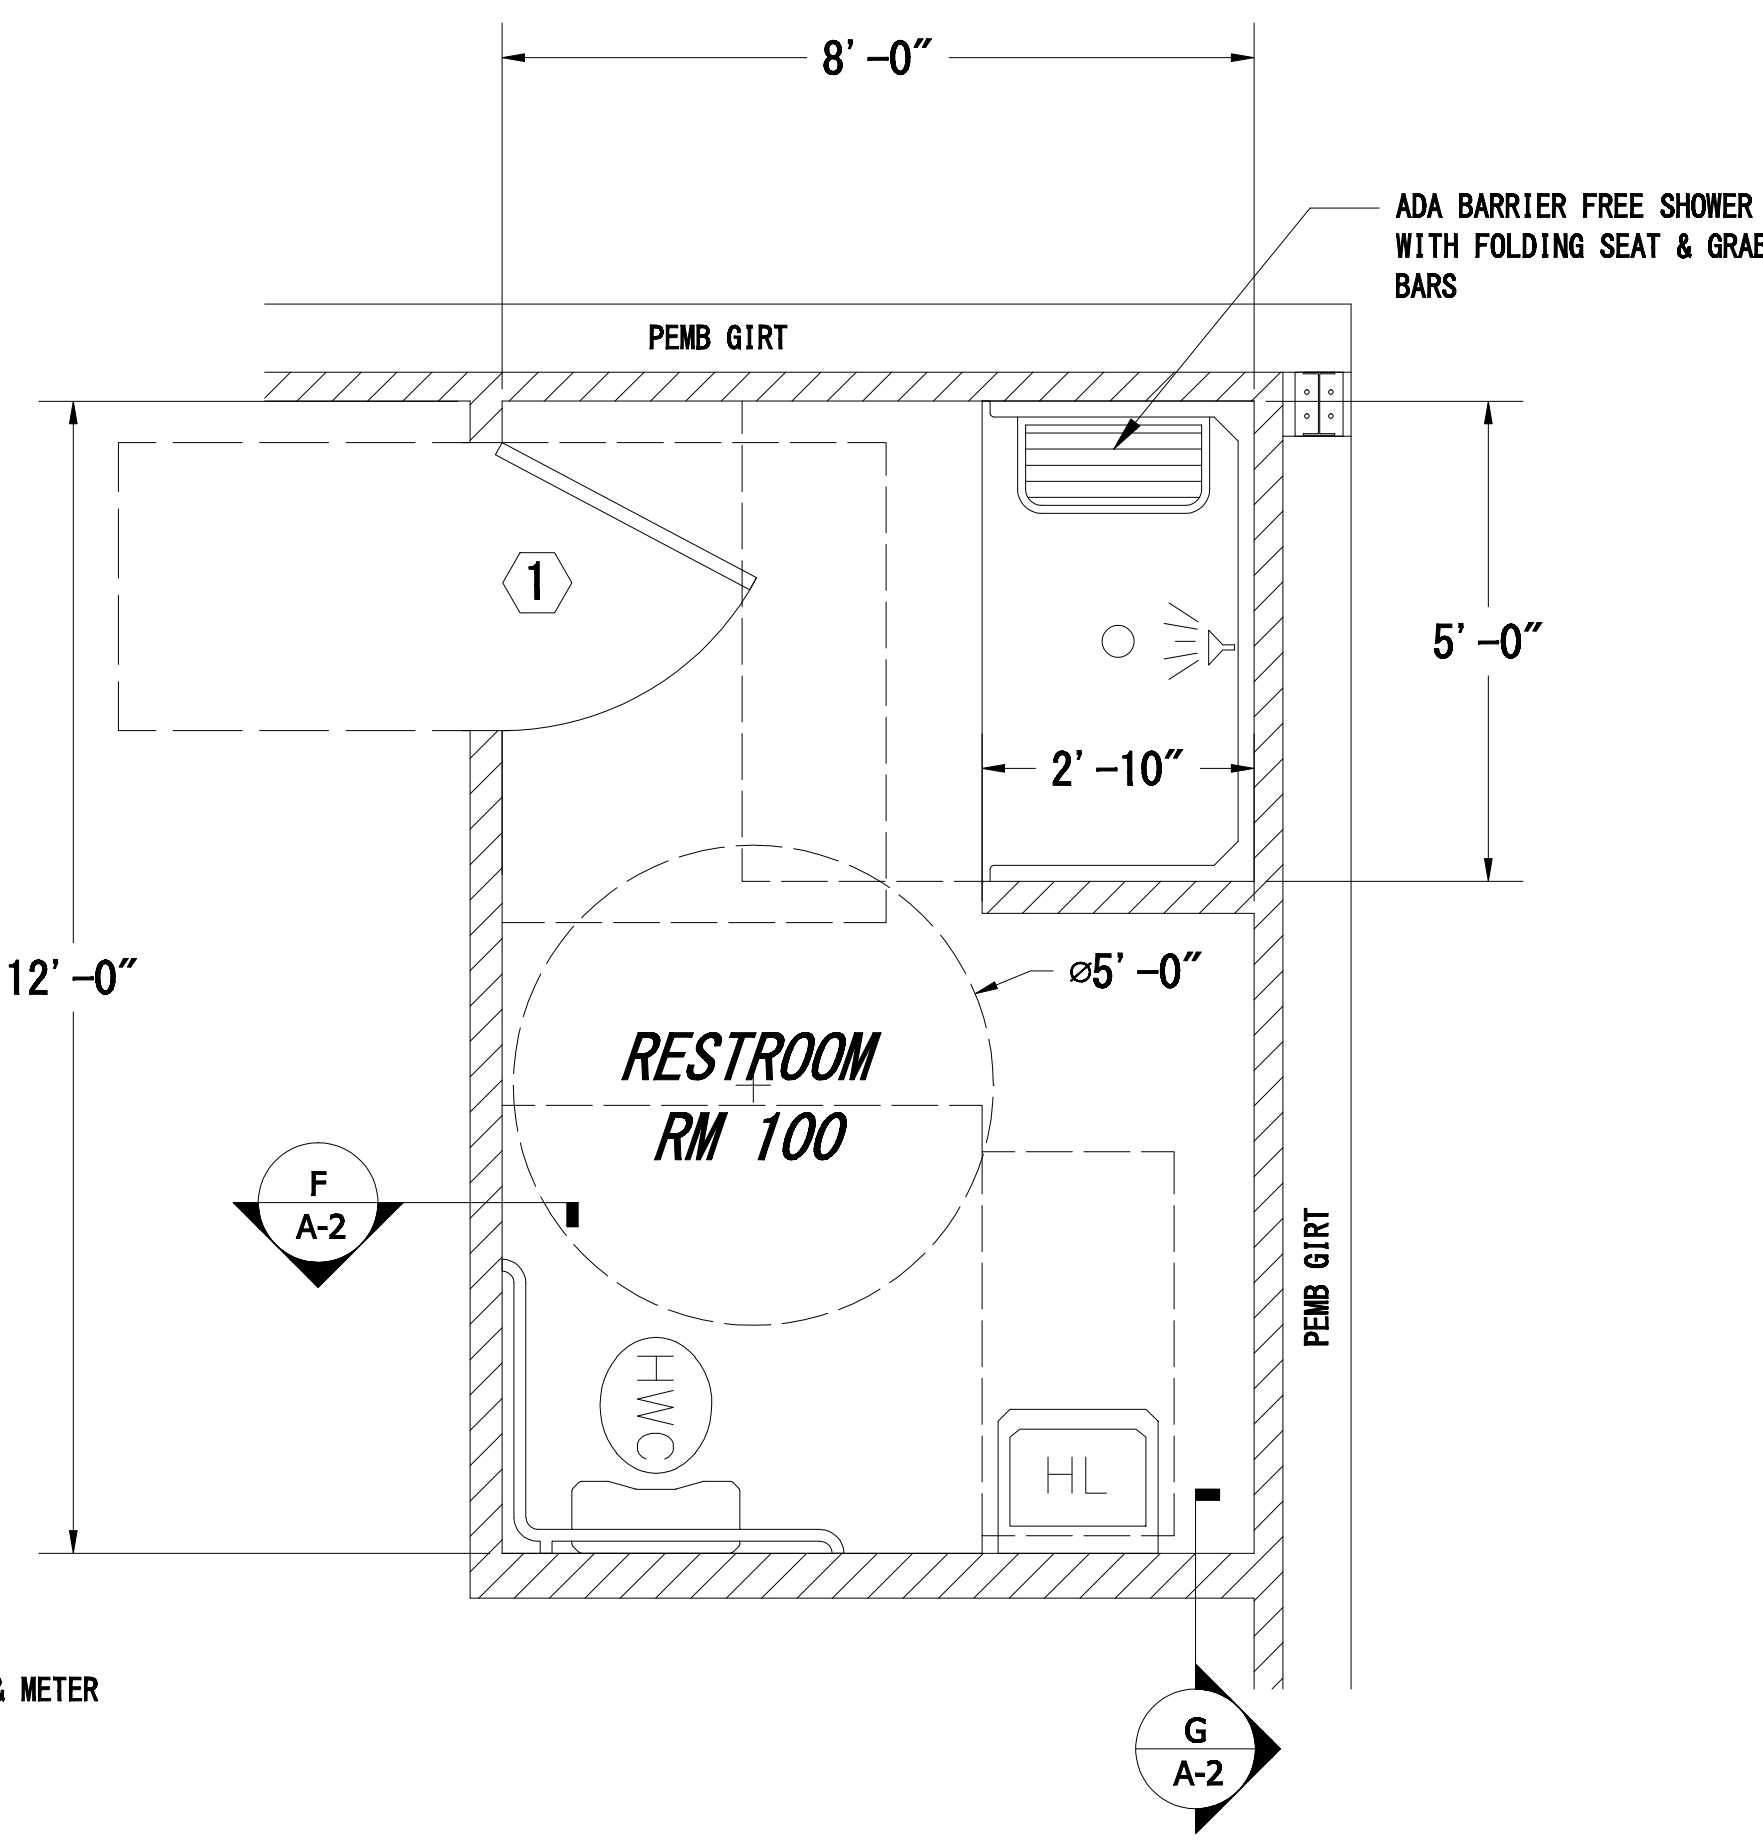 8'-0"
ADA BARRIER FREE SHOWER
WITH FOLDING SEAT & GRAB
BARS
PEMB GIRT
1
5'-0"
2'-10"
12'-0"
⌀5'-0"
RESTROOM
RM 100
F
A-2
PEMB GIRT
HWC
HL
& METER
G
A-2